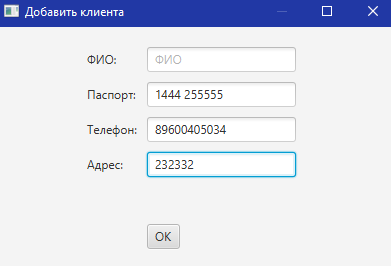 Добавить клиента
ФИО: ФИО
Паспорт: 1444 255555
Телефон: 89600405034
Адрес: 232332
OK